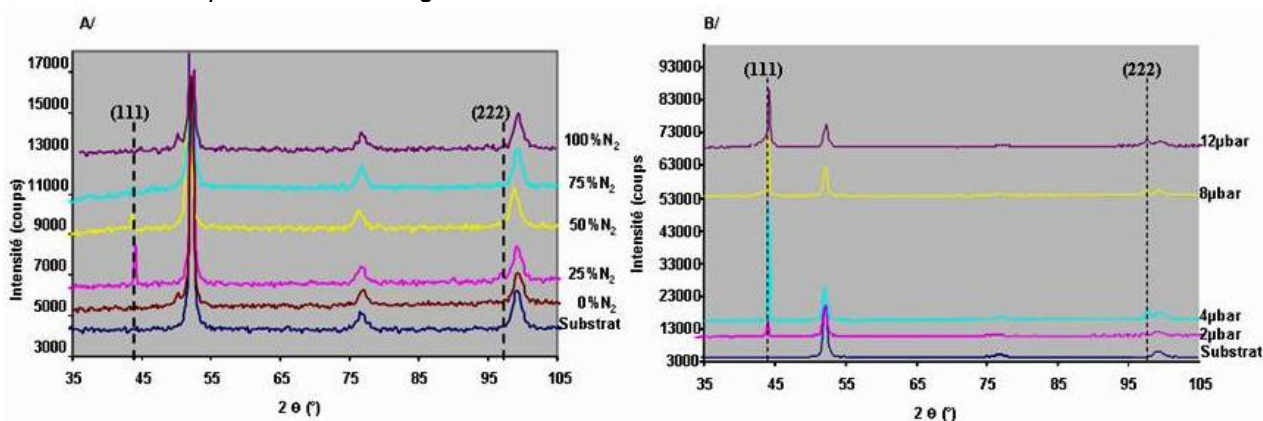 A/
17000
15000
13000
11000
9000
7000
5000
3000
Intensité (coups)
(111)
(222)
100%N2
75%N2
50%N2
25%N2
0%N2
Substrat
35
45
55
65
75
85
95
105
2 ɵ (°)
B/
93000
83000
73000
63000
53000
43000
33000
23000
13000
3000
Intensité (coups
(111)
(222)
12µbar
8µbar
4µbar
2µbar
Substrat
35
45
55
65
75
85
95
105
2 ɵ (°)